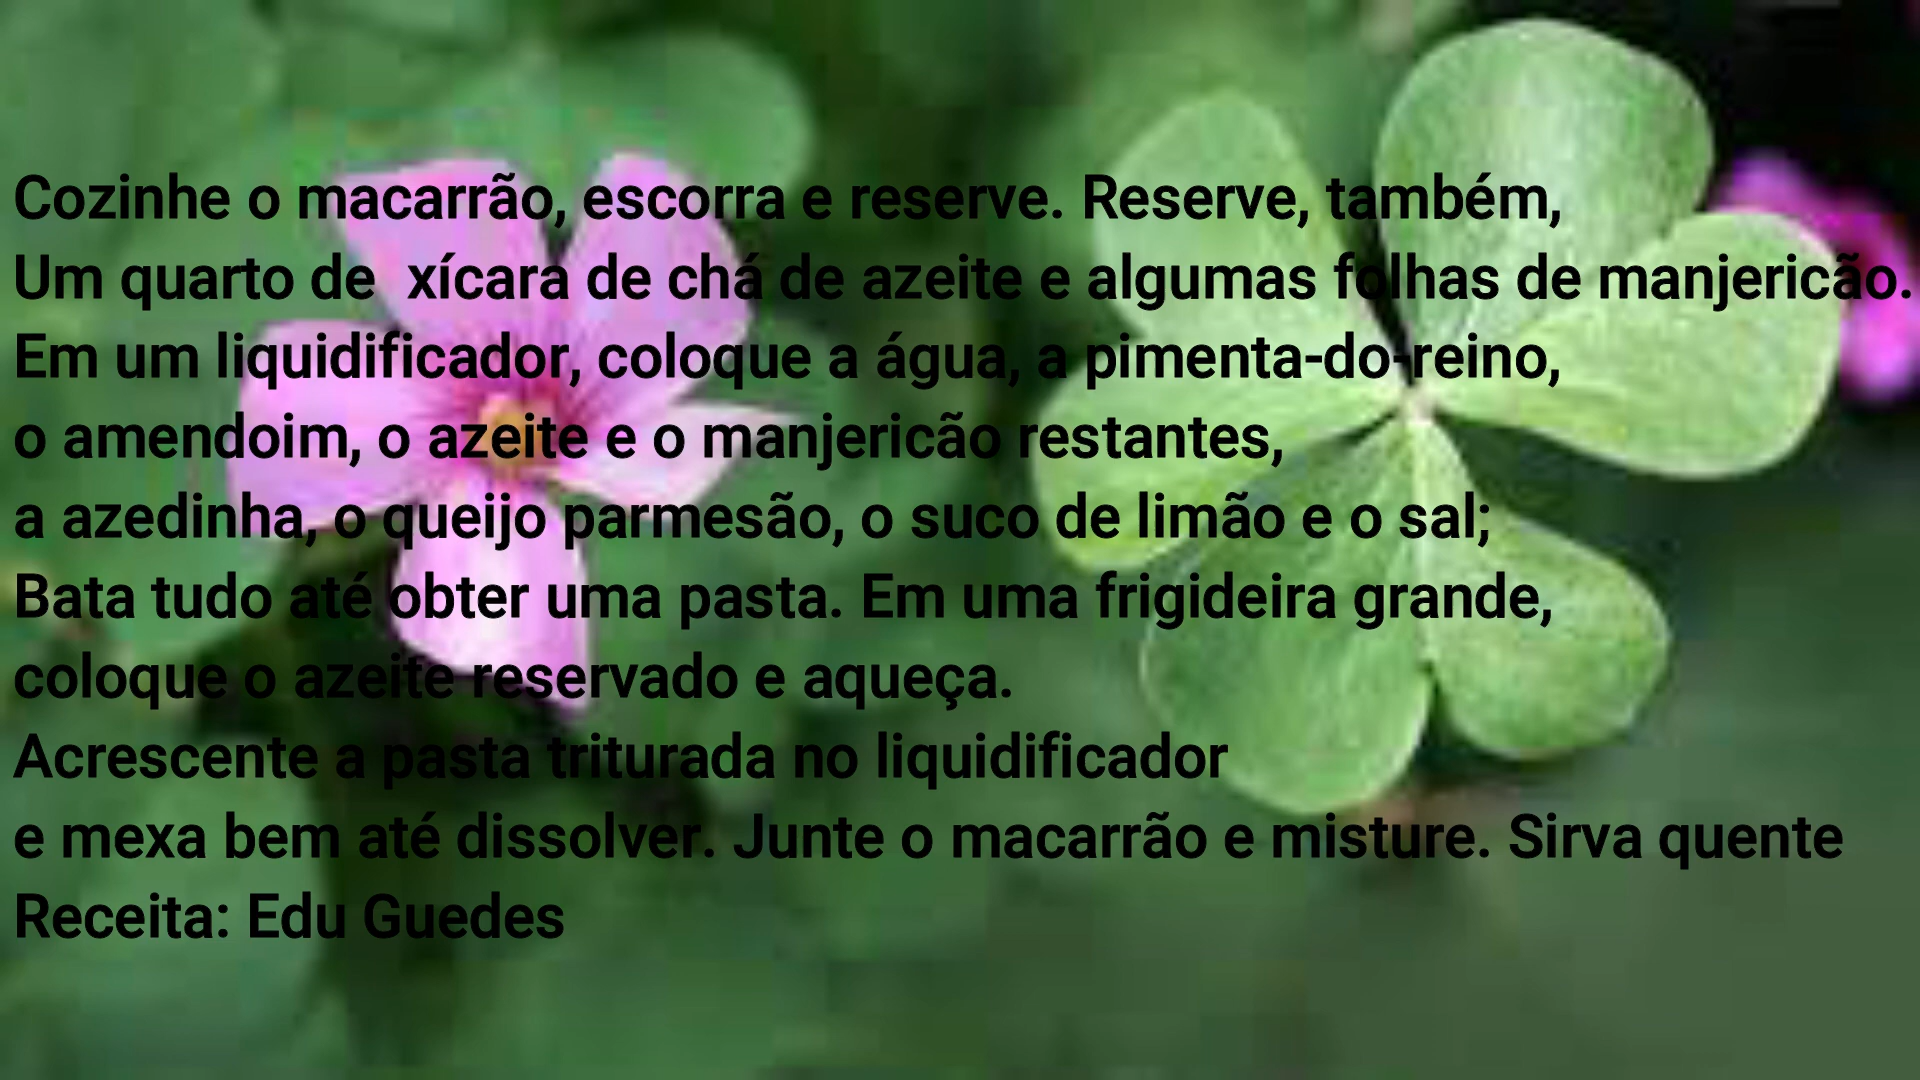 Cozinhe o macarrão, escorra e reserve. Reserve, também,
Um quarto de  xícara de chá de azeite e algumas folhas de manjericão.
Em um liquidificador, coloque a água, a pimenta-do-reino,
o amendoim, o azeite e o manjericão restantes,
a azedinha, o queijo parmesão, o suco de limão e o sal;
Bata tudo até obter uma pasta. Em uma frigideira grande,
coloque o azeite reservado e aqueça.
Acrescente a pasta triturada no liquidificador
e mexa bem até dissolver. Junte o macarrão e misture. Sirva quente
Receita: Edu Guedes